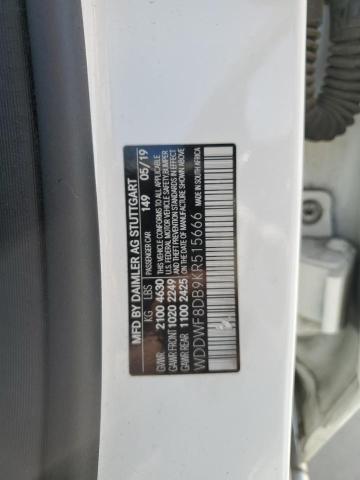 MFD BY DAIMLER AG STUTTGART
PASSENGER CAR 149 05/19
KG LBS
GVWR 2100 4630
GAWR FRONT 1020 2249
GAWR REAR 1100 2425
THIS VEHICLE CONFORMS TO ALL APPLICABLE
U.S. FEDERAL MOTOR VEHICLE SAFETY, BUMPER
AND THEFT PREVENTION STANDARDS IN EFFECT
ON THE DATE OF MANUFACTURE SHOWN ABOVE
MADE IN SOUTH AFRICA
WDDWF8DB9KR515666